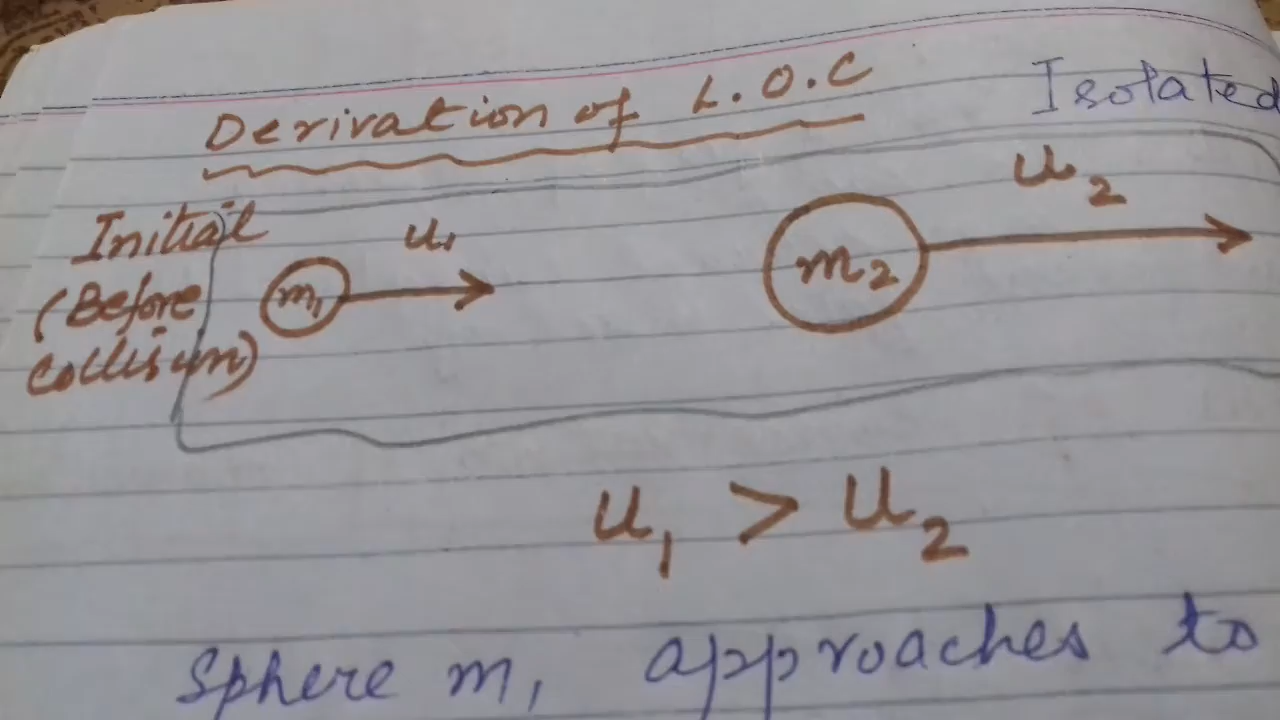 Derivation of L.O.C
Isolated
Initial
(Before
collision)
m₁
u₁
m₂
u₂
u₁ > u₂
Sphere m₁ approaches to